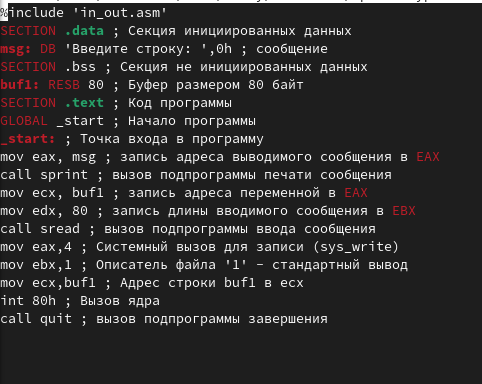 %include 'in_out.asm'
SECTION .data ; Секция инициированных данных
msg: DB 'Введите строку: ',0h ; сообщение
SECTION .bss ; Секция не инициированных данных
buf1: RESB 80 ; Буфер размером 80 байт
SECTION .text ; Код программы
GLOBAL _start ; Начало программы
_start: ; Точка входа в программу
mov eax, msg ; запись адреса выводимого сообщения в EAX
call sprint ; вызов подпрограммы печати сообщения
mov ecx, buf1 ; запись адреса переменной в EAX
mov edx, 80 ; запись длины вводимого сообщения в EBX
call sread ; вызов подпрограммы ввода сообщения
mov eax,4 ; Системный вызов для записи (sys_write)
mov ebx,1 ; Описатель файла '1' - стандартный вывод
mov ecx,buf1 ; Адрес строки buf1 в ecx
int 80h ; Вызов ядра
call quit ; вызов подпрограммы завершения